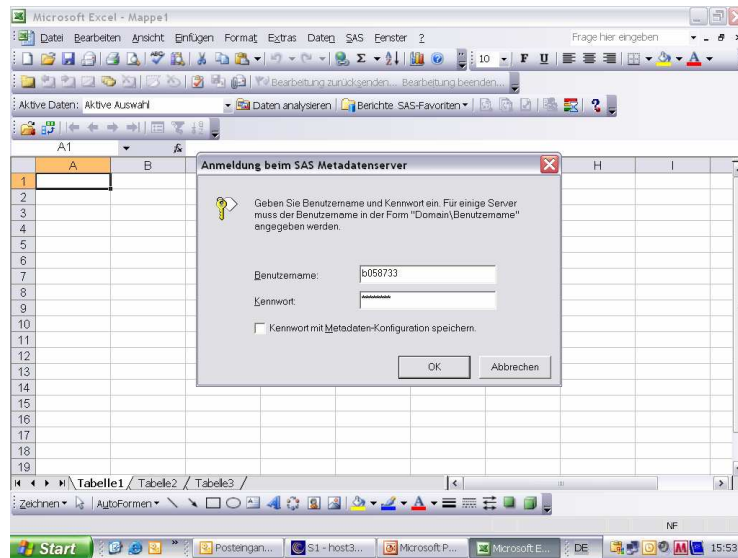 Microsoft Excel - Mappe1
Datei Bearbeiten Ansicht Einfügen Format Extras Daten SAS Fenster ?
Frage hier eingeben
10 F U
Bearbeitung zurücksenden... Bearbeitung beenden...
Aktive Daten: Aktive Auswahl Daten analysieren Berichte SAS-Favoriten
A1 fx
A B H I
1
2
3
4
5
6
7
8
9
10
11
12
13
14
15
16
17
18
19
Anmeldung beim SAS Metadatenserver
Geben Sie Benutzername und Kennwort ein. Für einige Server
muss der Benutzername in der Form "Domain\Benutzername"
angegeben werden.
Benutzername: b058733
Kennwort: ********
Kennwort mit Metadaten-Konfiguration speichern.
OK Abbrechen
Tabelle1 / Tabelle2 / Tabelle3 /
Zeichnen AutoFormen
NF
Start Posteingan... S1 - host3... Microsoft P... Microsoft E... DE 15:53